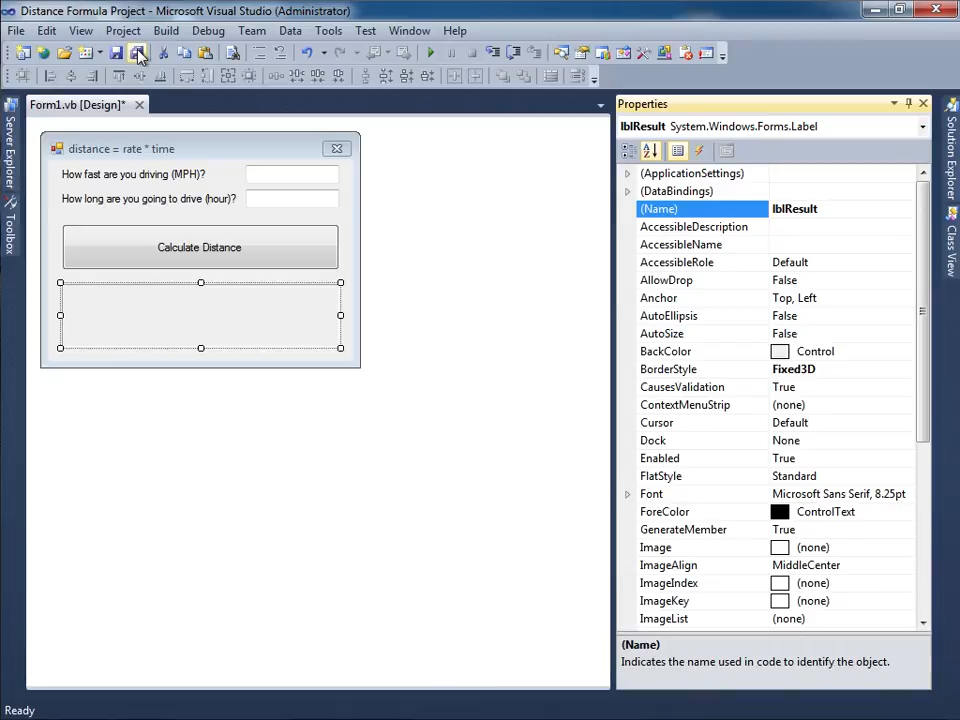 Distance Formula Project - Microsoft Visual Studio (Administrator)
File Edit View Project Build Debug Team Data Tools Test Window Help
Form1.vb [Design]*
Server Explorer
Toolbox
distance = rate * time
How fast are you driving (MPH)?
How long are you going to drive (hour)?
Calculate Distance
Properties
lblResult System.Windows.Forms.Label
(ApplicationSettings)
(DataBindings)
(Name) lblResult
AccessibleDescription
AccessibleName
AccessibleRole Default
AllowDrop False
Anchor Top, Left
AutoEllipsis False
AutoSize False
BackColor Control
BorderStyle Fixed3D
CausesValidation True
ContextMenuStrip (none)
Cursor Default
Dock None
Enabled True
FlatStyle Standard
Font Microsoft Sans Serif, 8.25pt
ForeColor ControlText
GenerateMember True
Image (none)
ImageAlign MiddleCenter
ImageIndex (none)
ImageKey (none)
ImageList (none)
(Name)
Indicates the name used in code to identify the object.
Solution Explorer
Class View
Ready